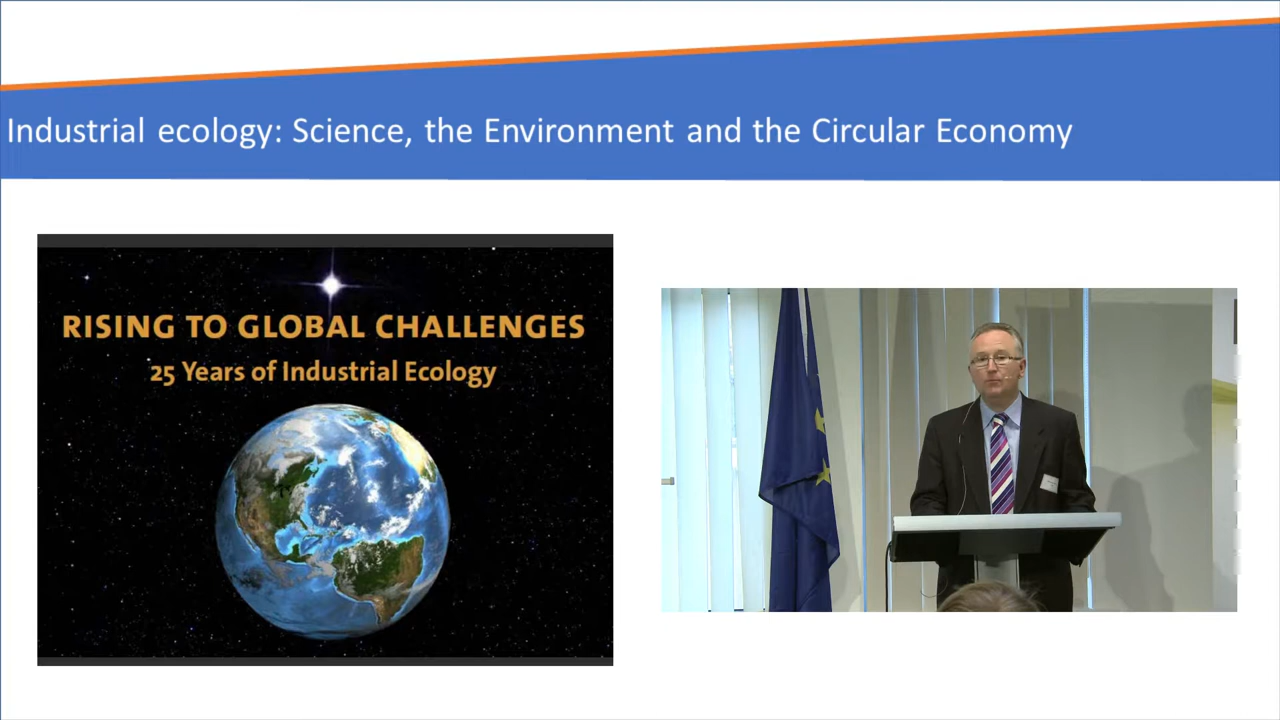 Industrial ecology: Science, the Environment and the Circular Economy
RISING TO GLOBAL CHALLENGES
25 Years of Industrial Ecology